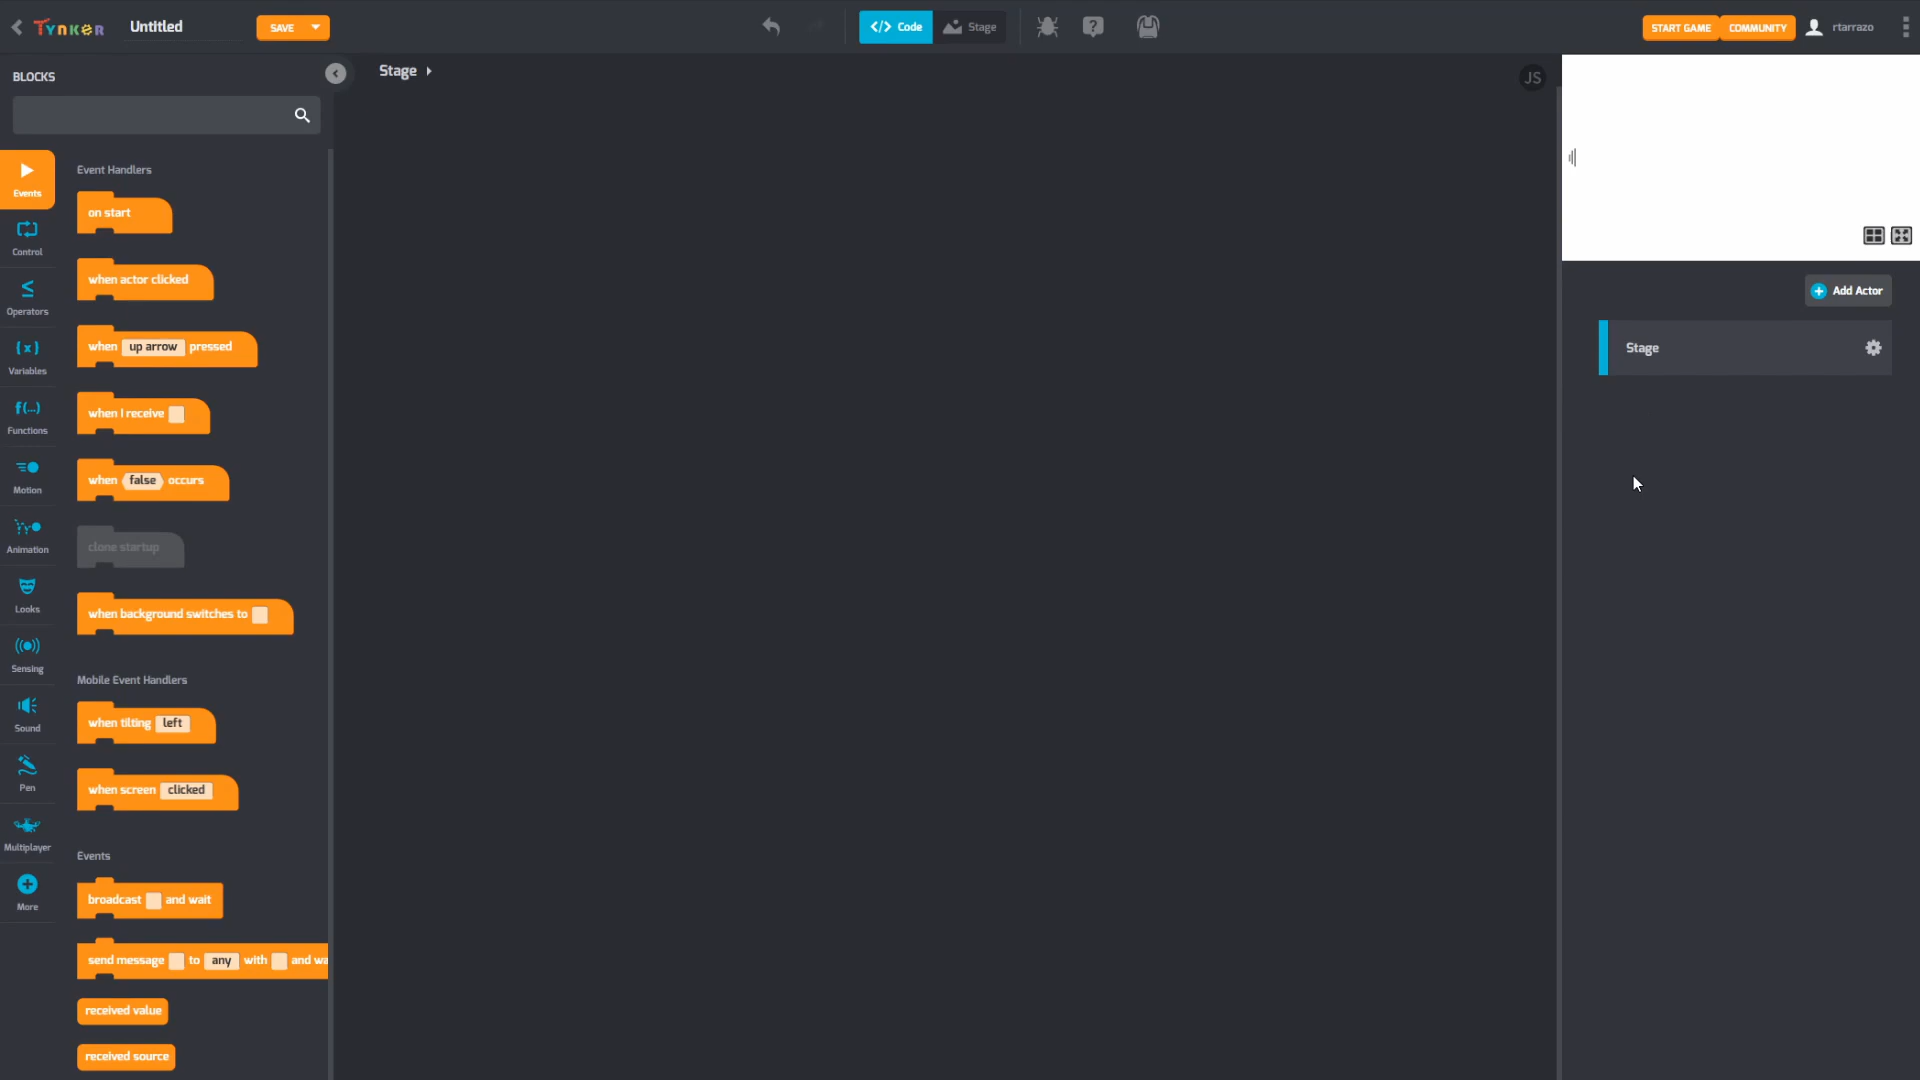 TYNKER Untitled SAVE </> Code Stage START GAME COMMUNITY rtarrazo
BLOCKS
Stage
JS
Events
Control
Operators
{x}
Variables
f(...)
Functions
Motion
Animation
Looks
Sensing
Sound
Pen
Multiplayer
More
Event Handlers
on start
when actor clicked
when up arrow pressed
when I receive
when false occurs
clone startup
when background switches to
Mobile Event Handlers
when tilting left
when screen clicked
Events
broadcast and wait
send message to any with and wa
received value
received source
Add Actor
Stage